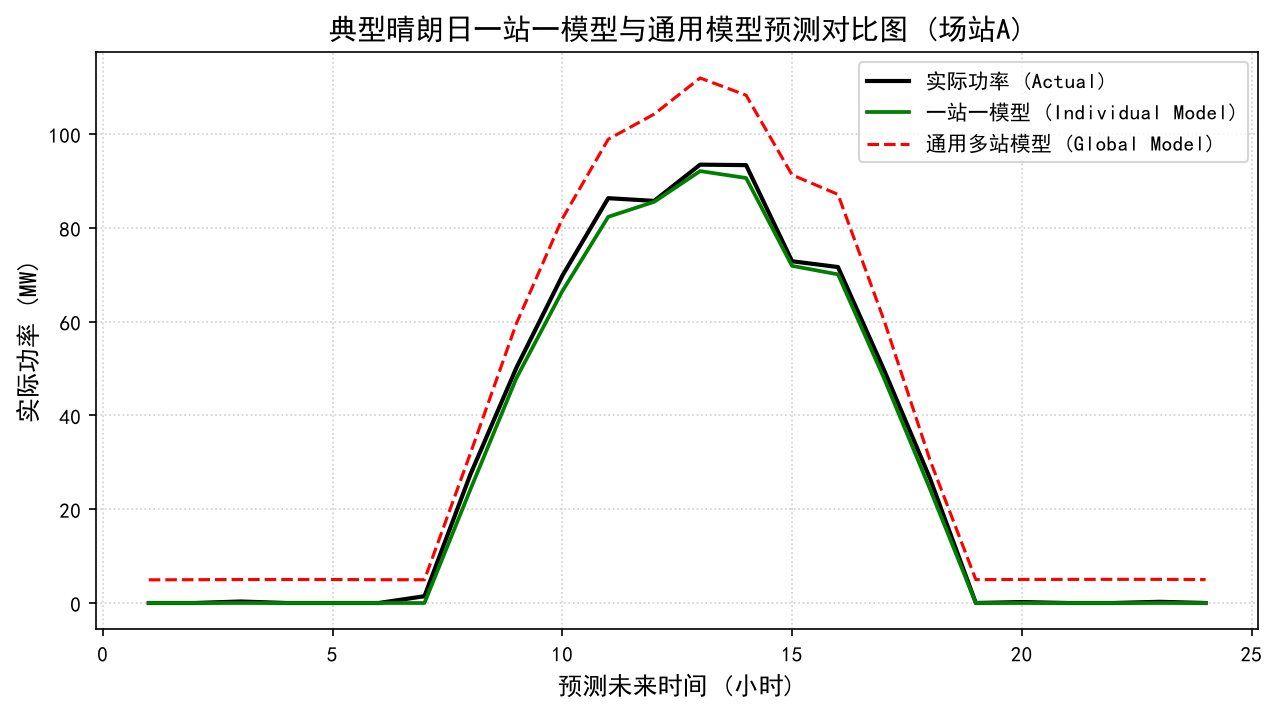 典型晴朗日一站一模型与通用模型预测对比图 (场站A)
实际功率 (Actual)
一站一模型 (Individual Model)
通用多站模型 (Global Model)
实际功率 (MW)
100
80
60
40
20
0
0 5 10 15 20 25
预测未来时间 (小时)